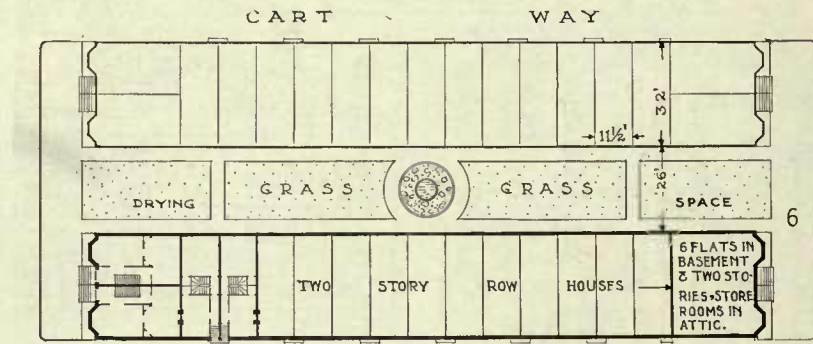 CART WAY
32'
11½'
26'
GRASS GRASS
DRYING SPACE
6
6 FLATS IN
BASEMENT
& TWO STO-
TWO STORY ROW HOUSES
RIES, STORE
ROOMS IN
ATTIC.